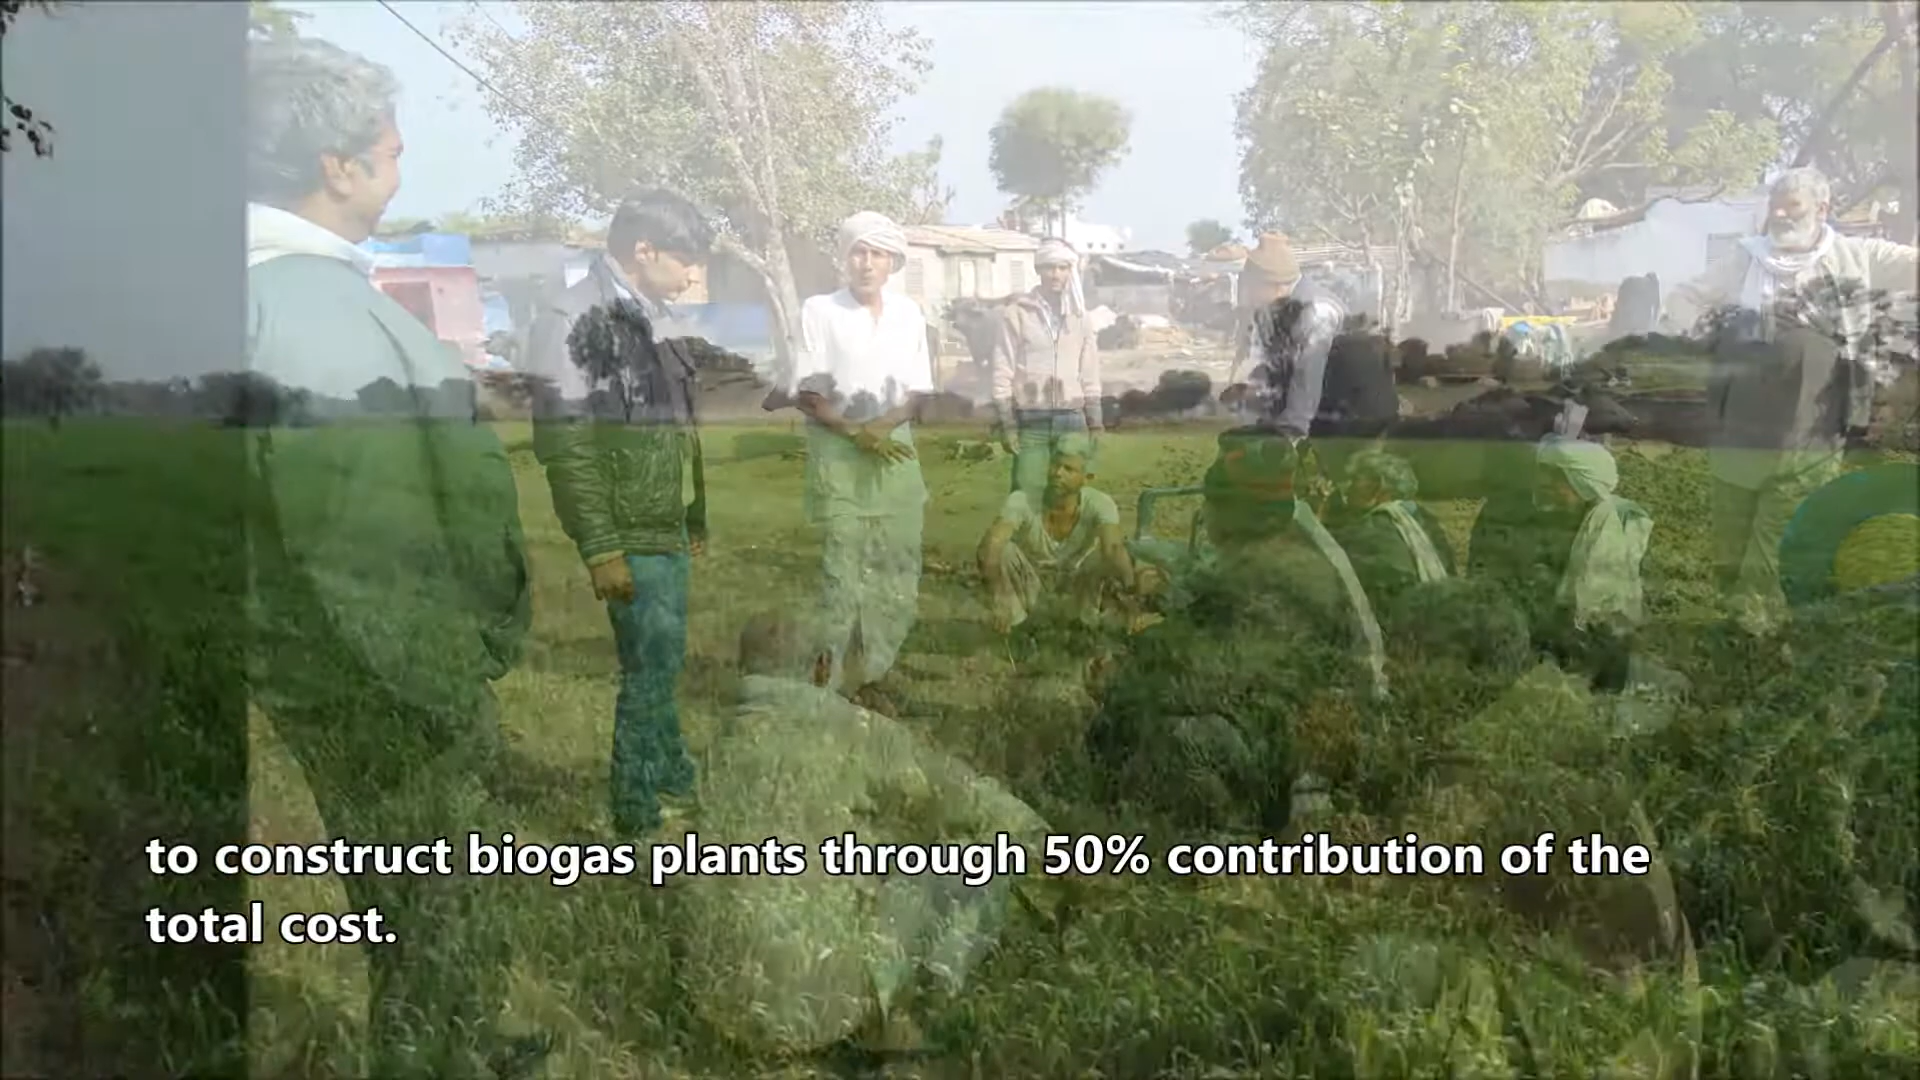 to construct biogas plants through 50% contribution of the
total cost.